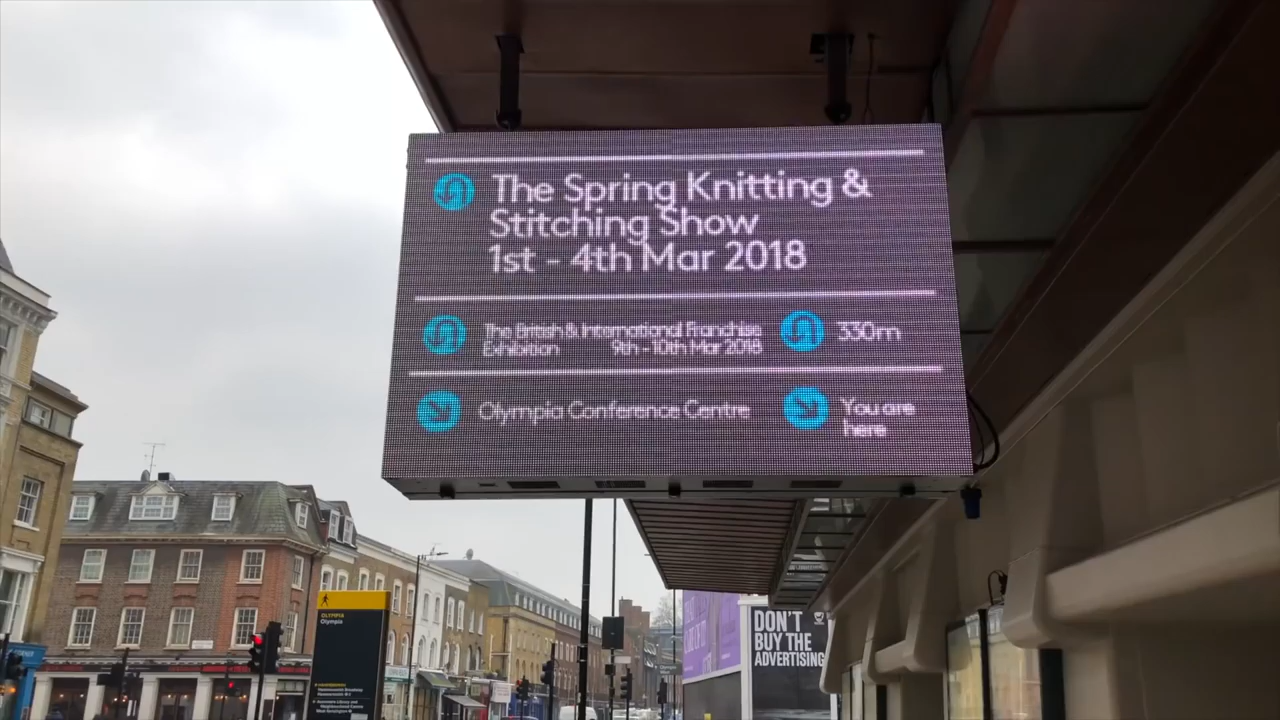 The Spring Knitting &
Stitching Show
1st - 4th Mar 2018
The British & International Franchise
Exhibition 9th - 10th Mar 2018
330m
Olympia Conference Centre
You are
here
OLYMPIA
Olympia
DON'T
BUY THE
ADVERTISING